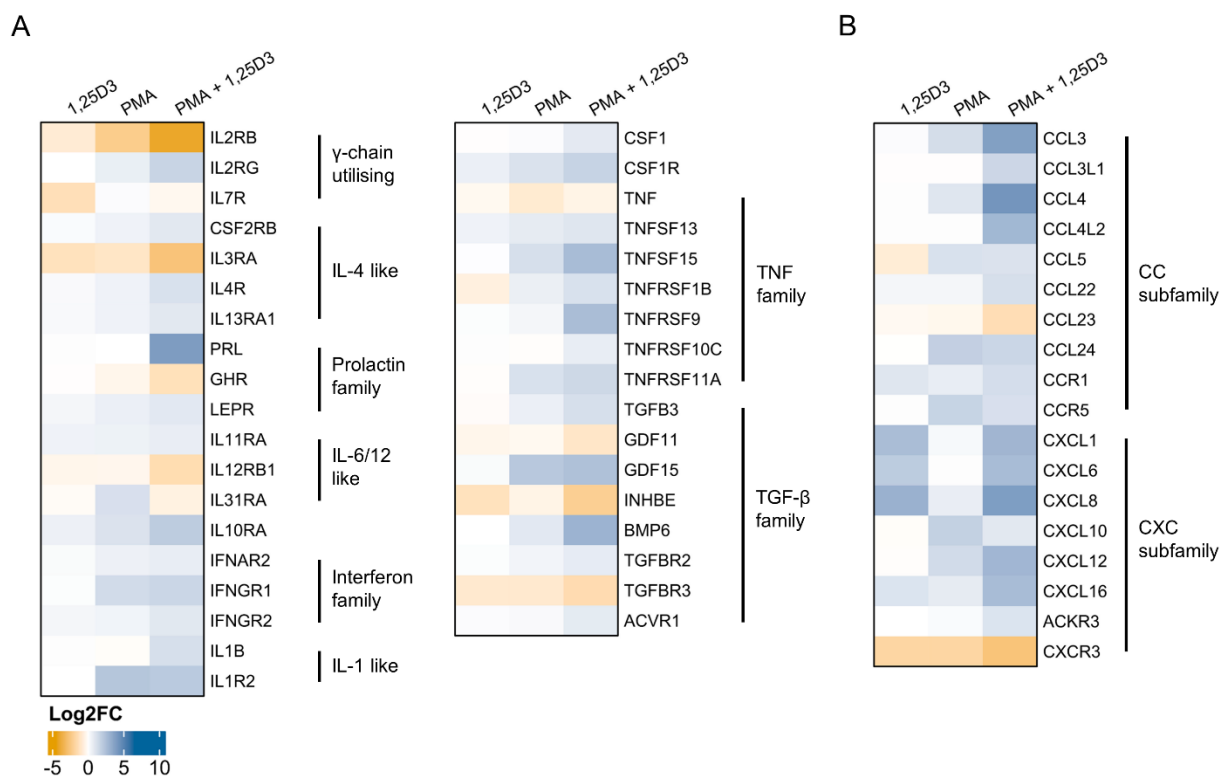 A
1,25D3
PMA
PMA + 1,25D3
IL2RB
IL2RG
IL7R
CSF2RB
IL3RA
IL4R
IL13RA1
PRL
GHR
LEPR
IL11RA
IL12RB1
IL31RA
IL10RA
IFNAR2
IFNGR1
IFNGR2
IL1B
IL1R2
γ-chain
utilising
IL-4 like
Prolactin
family
IL-6/12
like
Interferon
family
IL-1 like
Log2FC
-5 0 5 10
1,25D3
PMA
PMA + 1,25D3
CSF1
CSF1R
TNF
TNFSF13
TNFSF15
TNFRSF1B
TNFRSF9
TNFRSF10C
TNFRSF11A
TGFB3
GDF11
GDF15
INHBE
BMP6
TGFBR2
TGFBR3
ACVR1
TNF
family
TGF-β
family
B
1,25D3
PMA
PMA + 1,25D3
CCL3
CCL3L1
CCL4
CCL4L2
CCL5
CCL22
CCL23
CCL24
CCR1
CCR5
CXCL1
CXCL6
CXCL8
CXCL10
CXCL12
CXCL16
ACKR3
CXCR3
CC
subfamily
CXC
subfamily